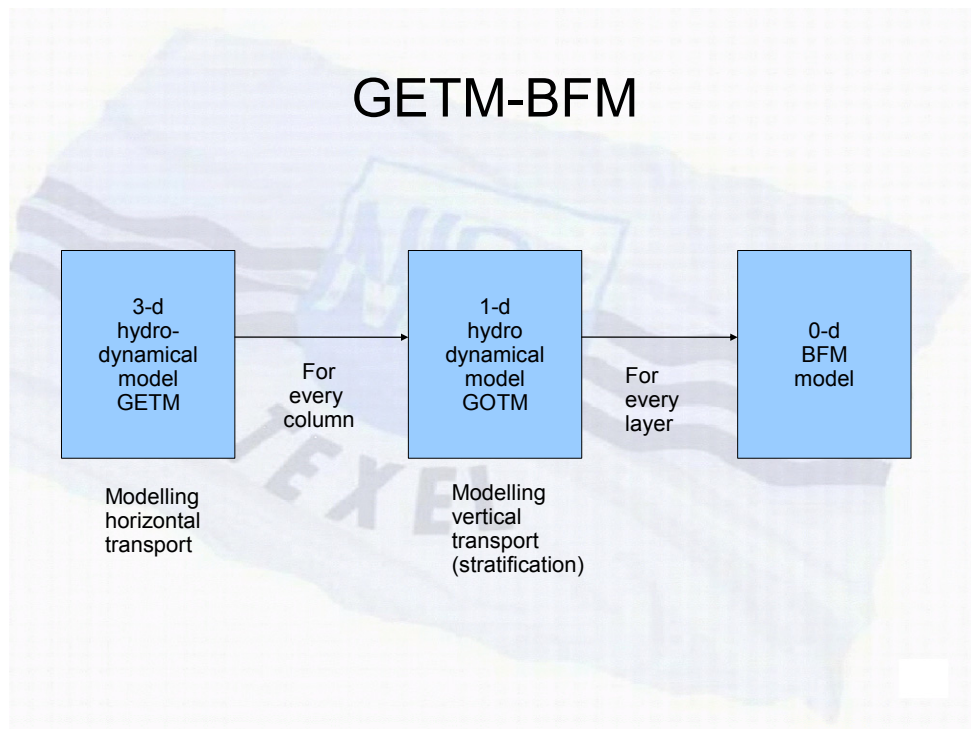 GETM-BFM
3-d
hydro-
dynamical
model
GETM
For
every
column
1-d
hydro
dynamical
model
GOTM
For
every
layer
0-d
BFM
model
Modelling
horizontal
transport
Modelling
vertical
transport
(stratification)
TEXEL